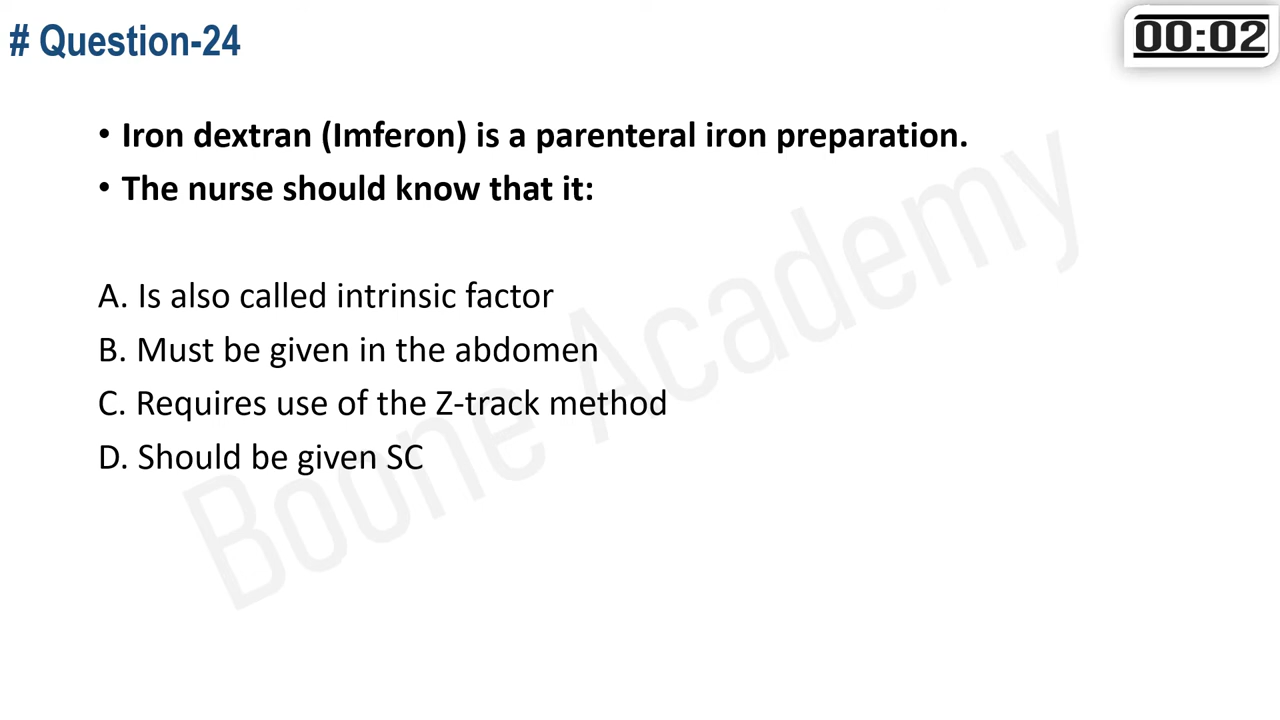 # Question-24
00:02
• Iron dextran (Imferon) is a parenteral iron preparation.
• The nurse should know that it:
A. Is also called intrinsic factor
B. Must be given in the abdomen
C. Requires use of the Z-track method
D. Should be given SC
Boone Academy